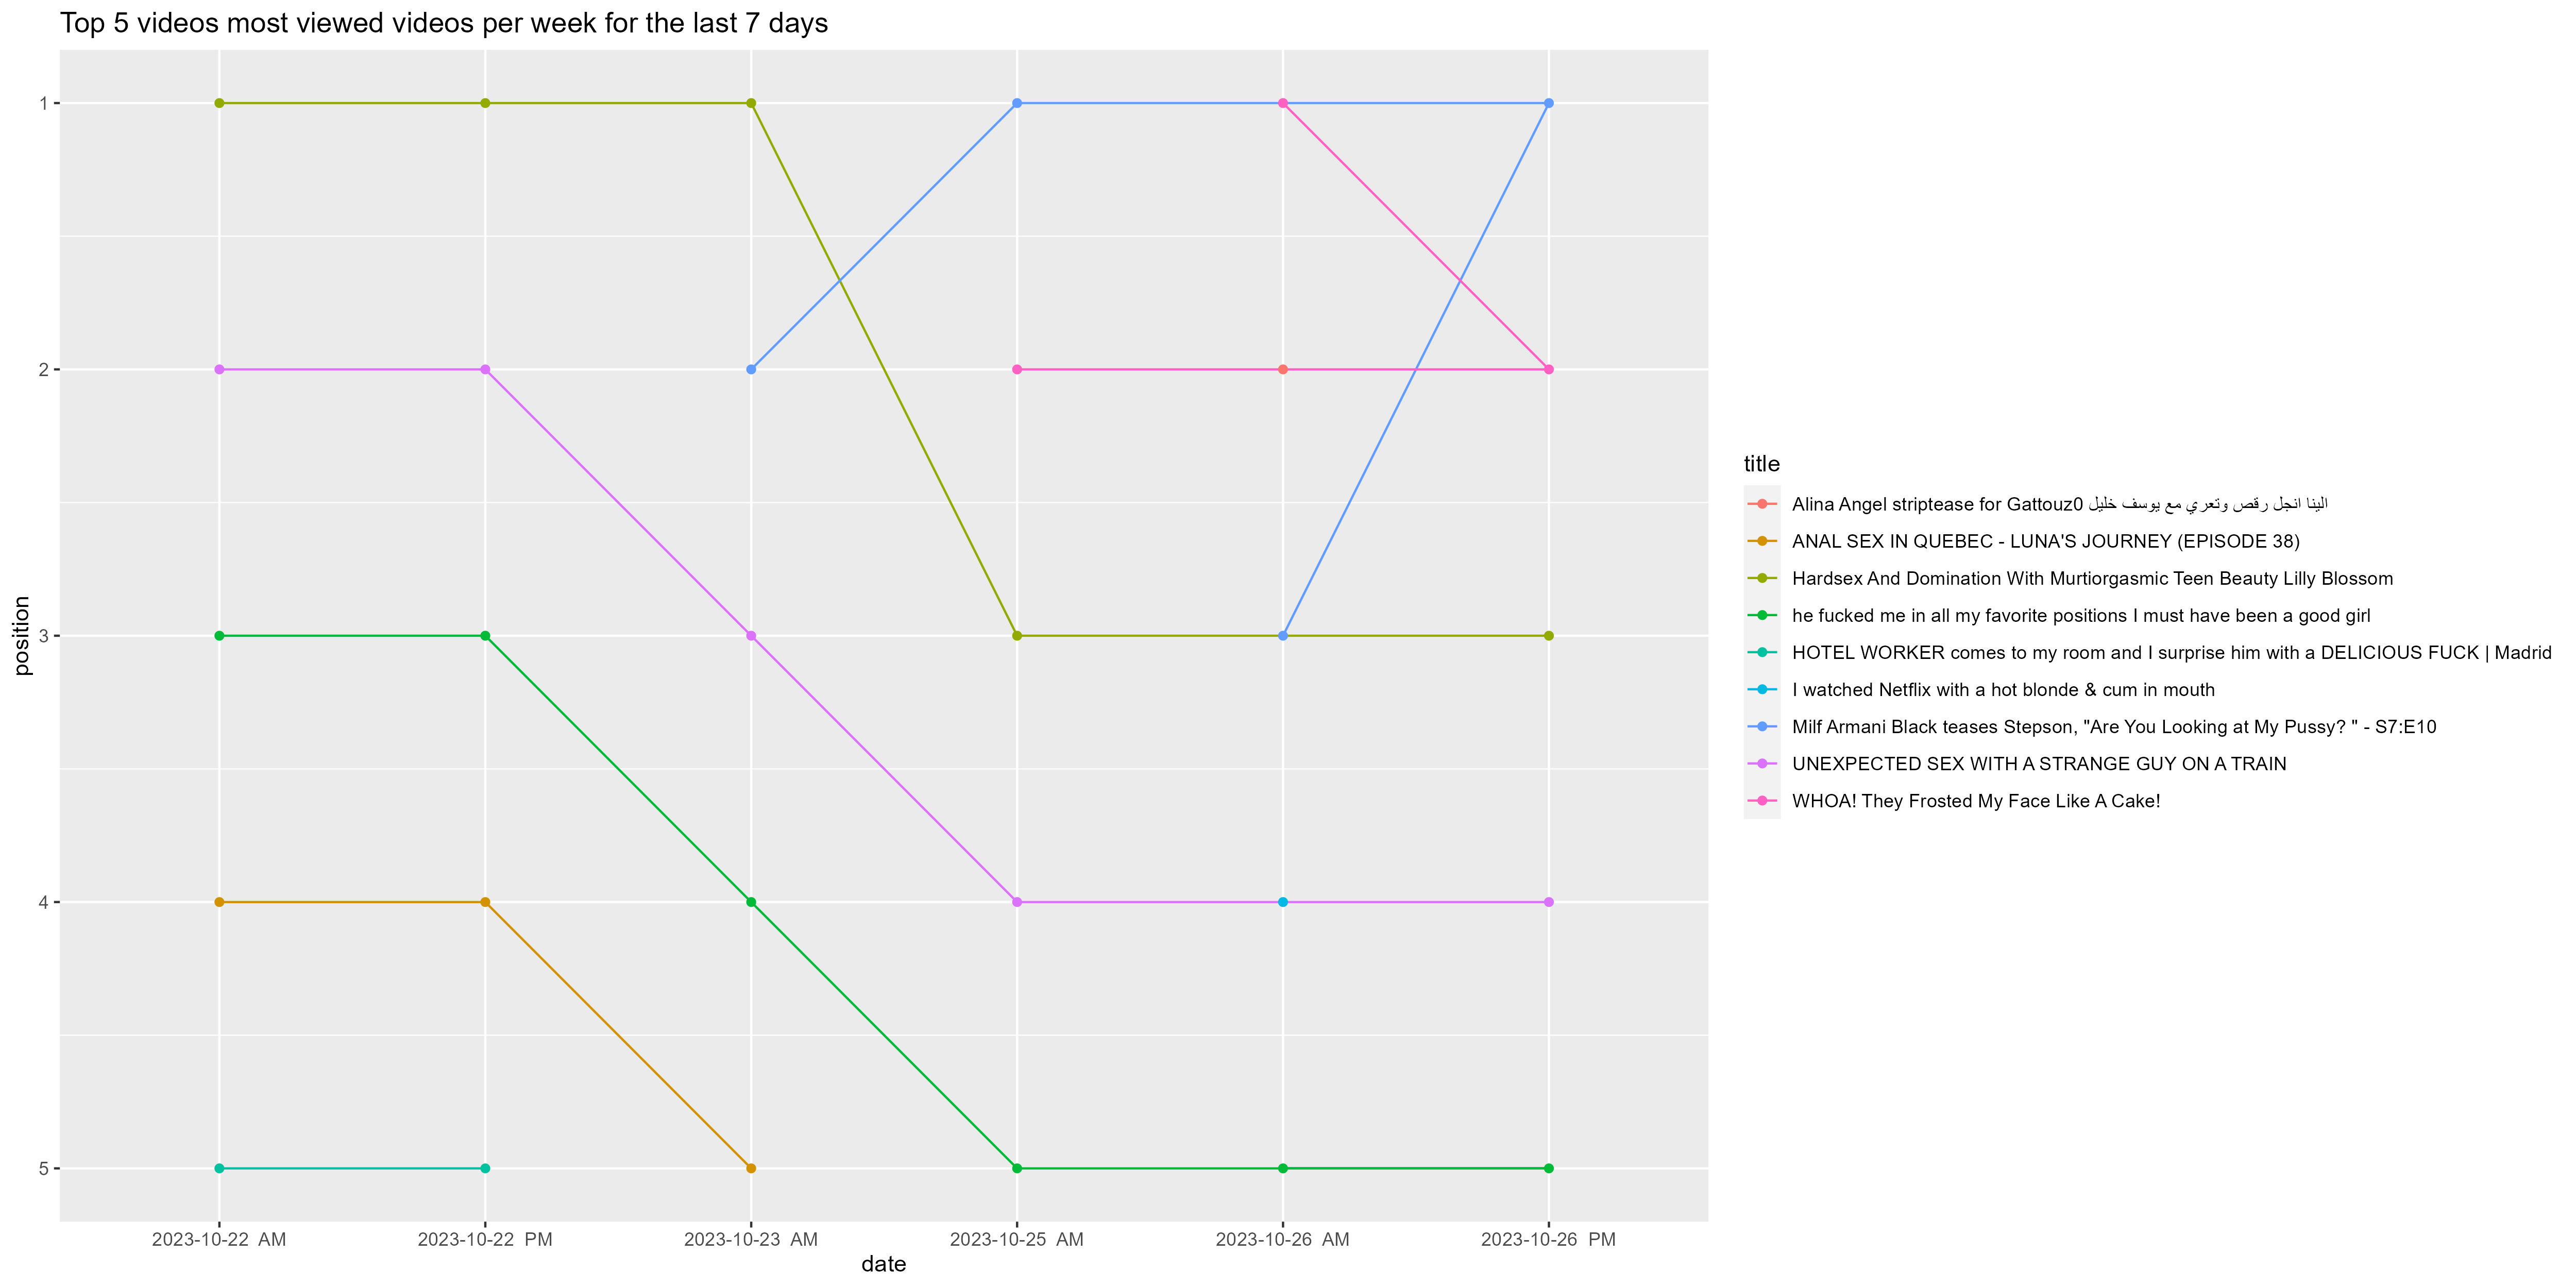 Top 5 videos most viewed videos per week for the last 7 days
position
1
2
3
4
5
2023-10-22 AM
2023-10-22 PM
2023-10-23 AM
2023-10-25 AM
2023-10-26 AM
2023-10-26 PM
date
title
Alina Angel striptease for Gattouz0 الينا انجل رقص وتعري مع يوسف خليل
ANAL SEX IN QUEBEC - LUNA'S JOURNEY (EPISODE 38)
Hardsex And Domination With Murtiorgasmic Teen Beauty Lilly Blossom
he fucked me in all my favorite positions I must have been a good girl
HOTEL WORKER comes to my room and I surprise him with a DELICIOUS FUCK | Madrid
I watched Netflix with a hot blonde & cum in mouth
Milf Armani Black teases Stepson, "Are You Looking at My Pussy? " - S7:E10
UNEXPECTED SEX WITH A STRANGE GUY ON A TRAIN
WHOA! They Frosted My Face Like A Cake!